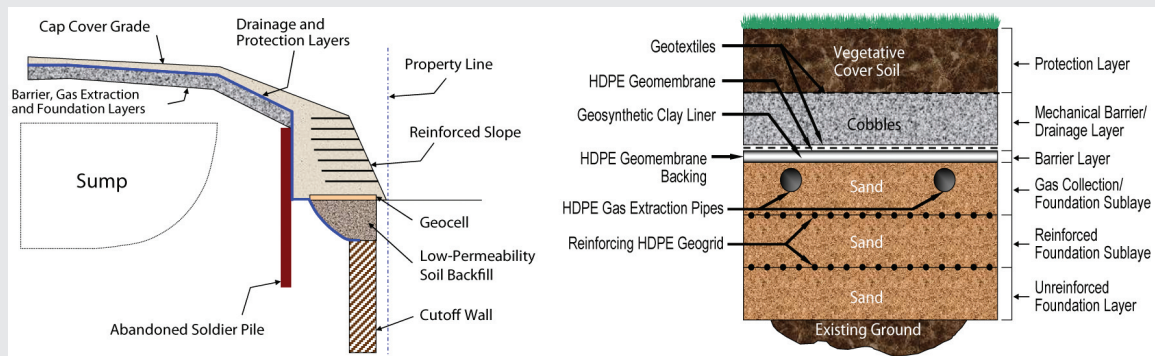 Cap Cover Grade
Drainage and
Protection Layers
Property Line
Barrier, Gas Extraction
and Foundation Layers
Reinforced Slope
Sump
Geocell
Low-Permeability
Soil Backfill
Abandoned Soldier Pile
Cutoff Wall
Geotextiles
HDPE Geomembrane
Geosynthetic Clay Liner
HDPE Geomembrane
Backing
HDPE Gas Extraction Pipes
Reinforcing HDPE Geogrid
Vegetative
Cover Soil
Cobbles
Sand
Sand
Sand
Existing Ground
Protection Layer
Mechanical Barrier/
Drainage Layer
Barrier Layer
Gas Collection/
Foundation Sublaye
Reinforced
Foundation Sublaye
Unreinforced
Foundation Layer